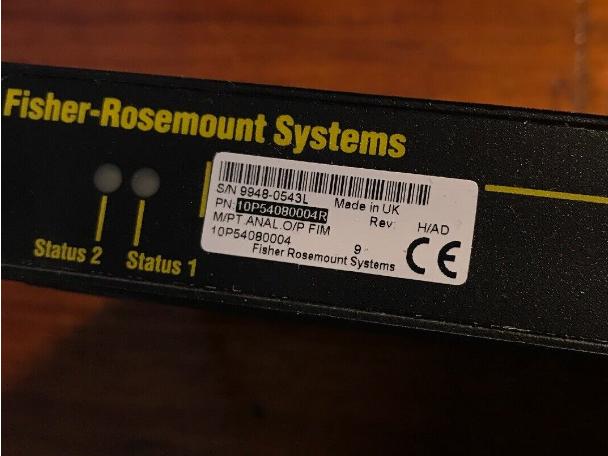 Fisher-Rosemount Systems
S/N 9948-0543L Made in UK
PN: 10P54080004R Rev: H/AD
M/PT.ANAL.O/P FIM
10P54080004 9
Fisher Rosemount Systems CE
Status 2 Status 1